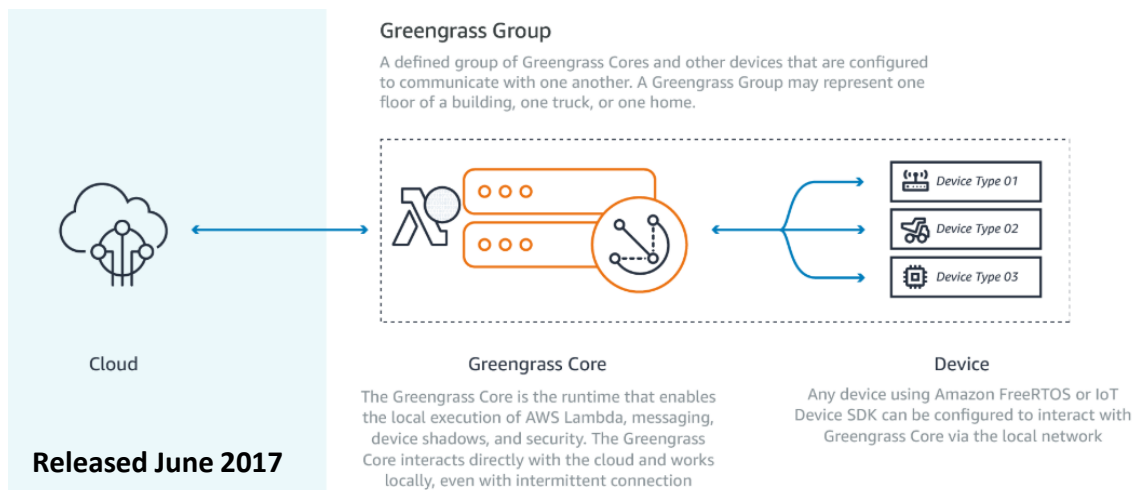 Greengrass Group
A defined group of Greengrass Cores and other devices that are configured
to communicate with one another. A Greengrass Group may represent one
floor of a building, one truck, or one home.
Device Type 01
Device Type 02
Device Type 03
Cloud
Greengrass Core
Device
The Greengrass Core is the runtime that enables
the local execution of AWS Lambda, messaging,
device shadows, and security. The Greengrass
Core interacts directly with the cloud and works
locally, even with intermittent connection
Any device using Amazon FreeRTOS or IoT
Device SDK can be configured to interact with
Greengrass Core via the local network
Released June 2017